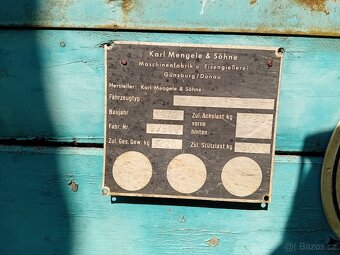 Karl Mengele & Söhne
Maschinenfabrik u. Eisengießerei
Günzburg/Donau
Hersteller: Karl Mengele & Söhne
Fahrzeugtyp
Baujahr
Zul. Achslast kg
vorne
Fabr. Nr.
hinten
Zul. Ges. Gew. kg
Zul. Stützlast kg
Bazos.cz